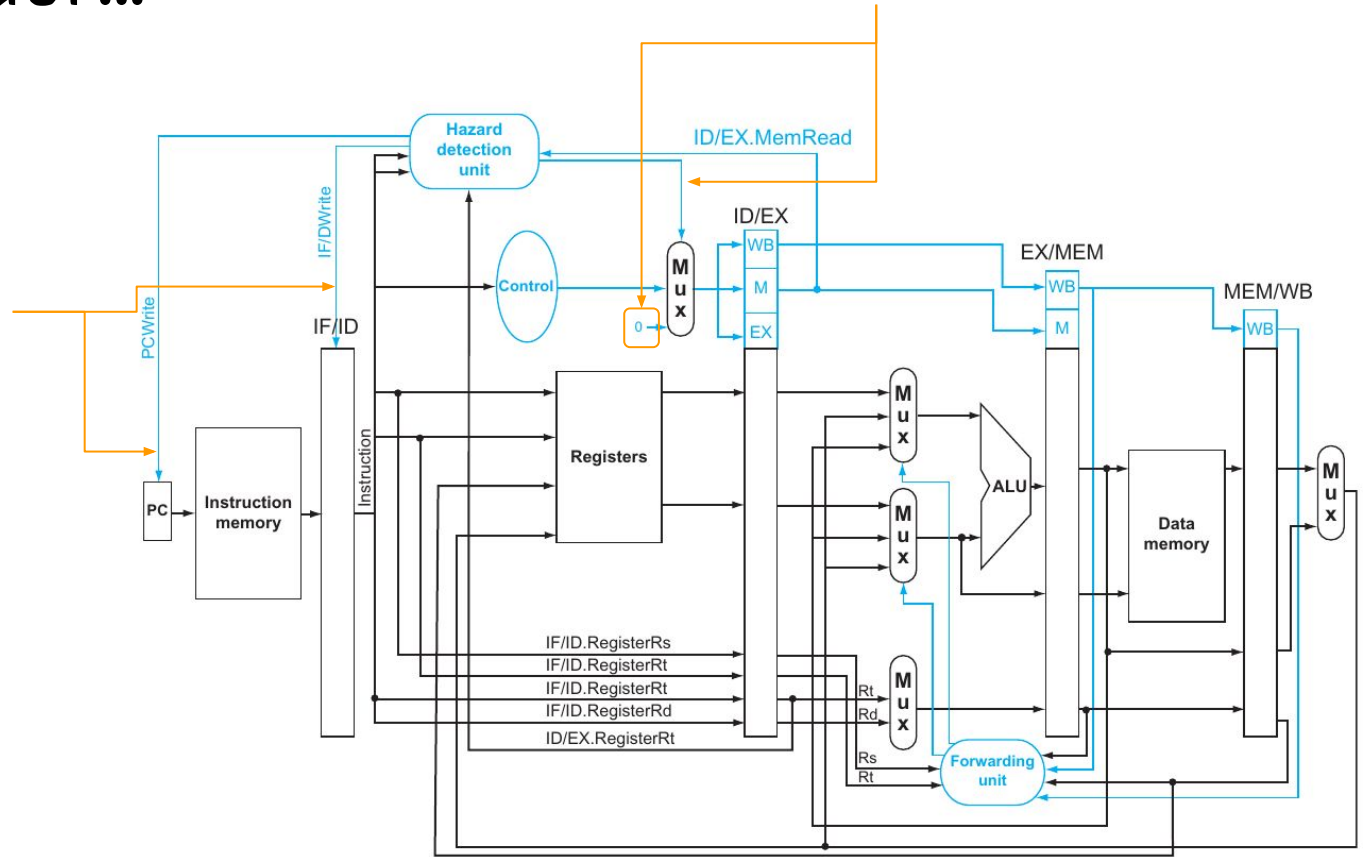 Hazard
detection
unit
ID/EX.MemRead
IF/DWrite
PCWrite
ID/EX
WB
M
EX
Control
M
u
x
0
EX/MEM
WB
M
MEM/WB
WB
IF/ID
PC
Instruction
memory
Instruction
Registers
M
u
x
M
u
x
ALU
Data
memory
M
u
x
IF/ID.RegisterRs
IF/ID.RegisterRt
IF/ID.RegisterRt
IF/ID.RegisterRd
ID/EX.RegisterRt
Rt
Rd
M
u
x
Rs
Rt
Forwarding
unit